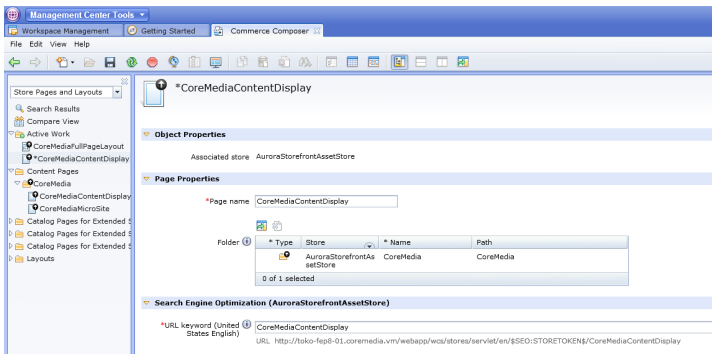 Management Center Tools
Workspace Management
Getting Started
Commerce Composer
File Edit View Help
Store Pages and Layouts
Search Results
Compare View
Active Work
CoreMediaFullPageLayout
*CoreMediaContentDisplay
Content Pages
CoreMedia
CoreMediaContentDisplay
CoreMediaMicroSite
Catalog Pages for Extended S
Catalog Pages for Extended S
Catalog Pages for Extended S
Layouts
*CoreMediaContentDisplay
Object Properties
Associated store AuroraStorefrontAssetStore
Page Properties
*Page name CoreMediaContentDisplay
Folder
* Type Store * Name Path
AuroraStorefrontAs
setStore CoreMedia CoreMedia
0 of 1 selected
Search Engine Optimization (AuroraStorefrontAssetStore)
*URL keyword (United
States English) CoreMediaContentDisplay
URL http://toko-fep8-01.coremedia.vm/webapp/wcs/stores/servlet/en/$SEO:STORETOKEN$/CoreMediaContentDisplay